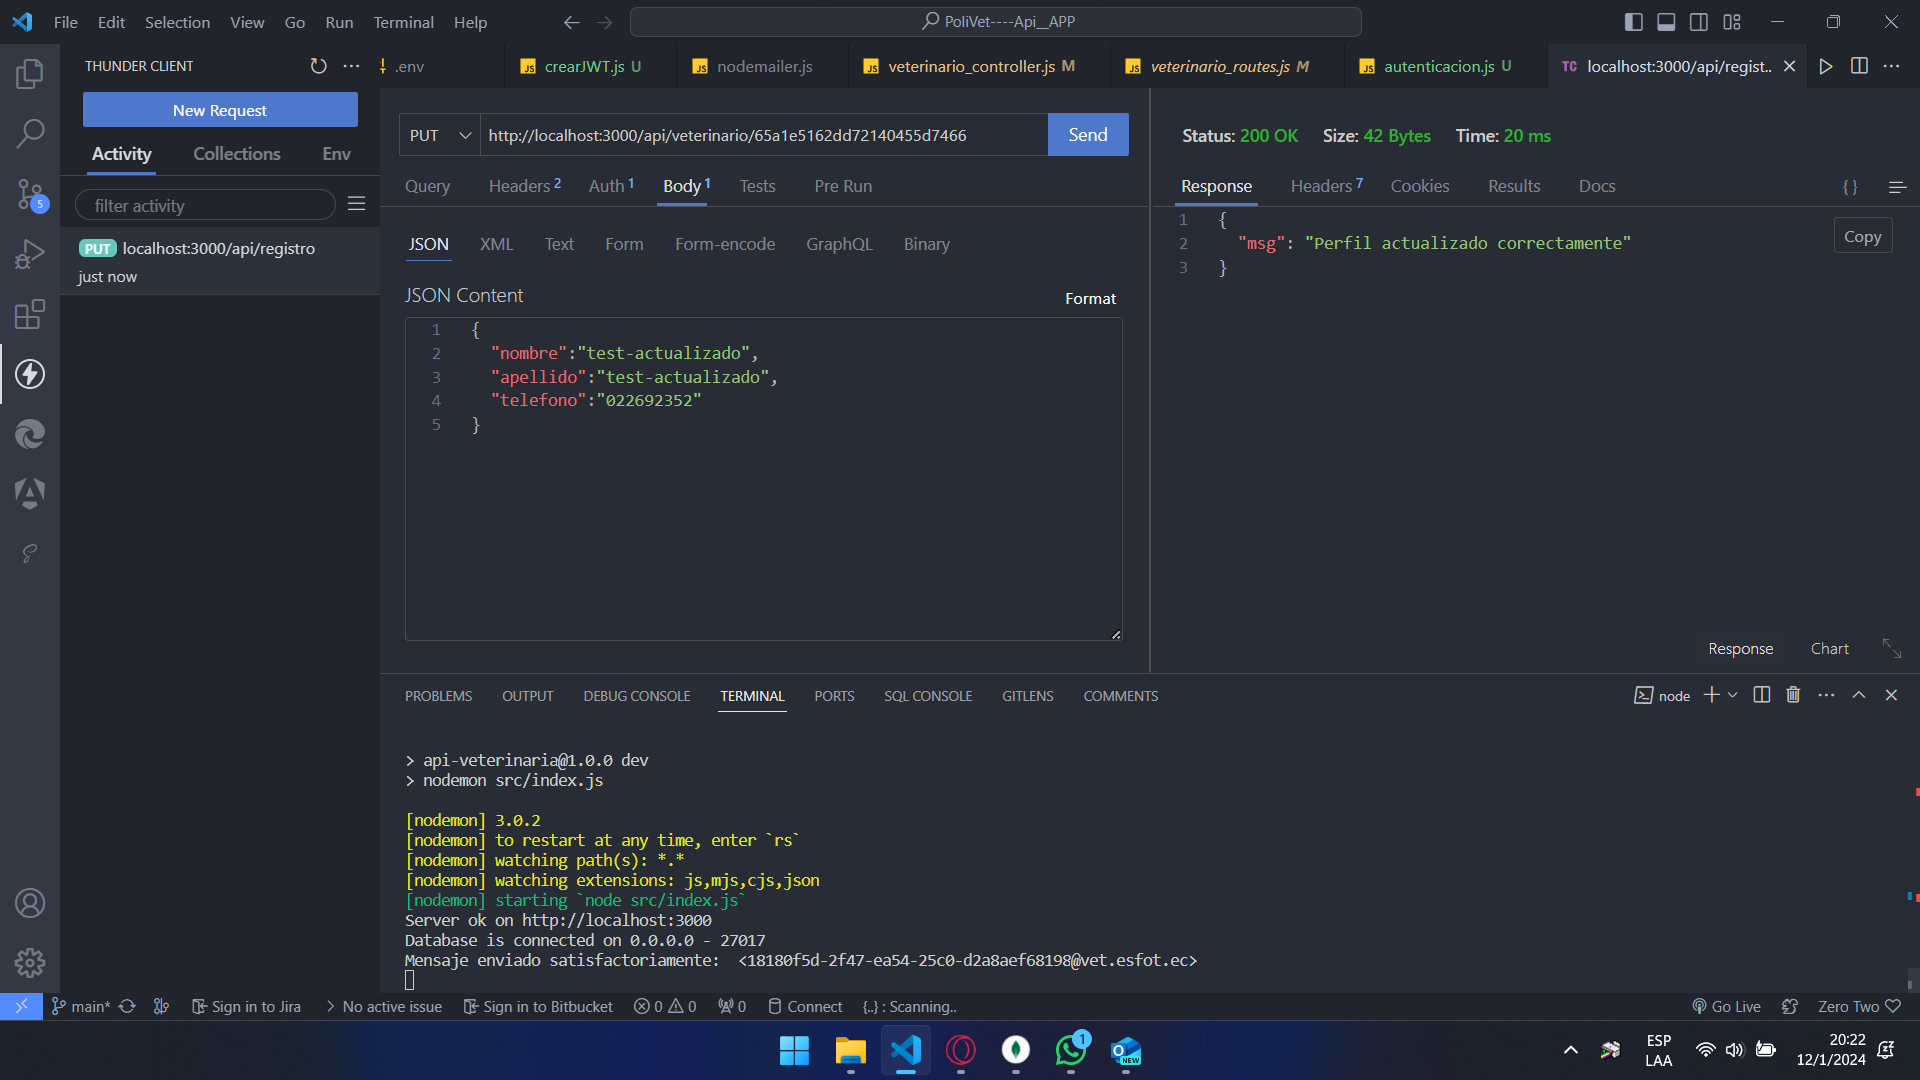 File Edit Selection View Go Run Terminal Help
PoliVet----Api__APP
THUNDER CLIENT
.env
JS crearJWT.js U
JS nodemailer.js
JS veterinario_controller.js M
JS veterinario_routes.js M
JS autenticacion.js U
TC localhost:3000/api/regist..
New Request
Activity Collections Env
filter activity
PUT localhost:3000/api/registro
just now
5
PUT http://localhost:3000/api/veterinario/65a1e5162dd72140455d7466 Send
Query Headers 2 Auth 1 Body 1 Tests Pre Run
JSON XML Text Form Form-encode GraphQL Binary
JSON Content
Format
1 {
2 "nombre":"test-actualizado",
3 "apellido":"test-actualizado",
4 "telefono":"022692352"
5 }
Status: 200 OK Size: 42 Bytes Time: 20 ms
Response Headers 7 Cookies Results Docs { }
1 {
2 "msg": "Perfil actualizado correctamente"
3 }
Copy
Response Chart
PROBLEMS OUTPUT DEBUG CONSOLE TERMINAL PORTS SQL CONSOLE GITLENS COMMENTS
node
> api-veterinaria@1.0.0 dev
> nodemon src/index.js
[nodemon] 3.0.2
[nodemon] to restart at any time, enter `rs`
[nodemon] watching path(s): *.*
[nodemon] watching extensions: js,mjs,cjs,json
[nodemon] starting `node src/index.js`
Server ok on http://localhost:3000
Database is connected on 0.0.0.0 - 27017
Mensaje enviado satisfactoriamente:  <18180f5d-2f47-ea54-25c0-d2a8aef68198@vet.esfot.ec>
main* Sign in to Jira No active issue Sign in to Bitbucket 0 0 0 Connect {..} : Scanning.. Go Live Zero Two
1
NEW
ESP
LAA
20:22
12/1/2024